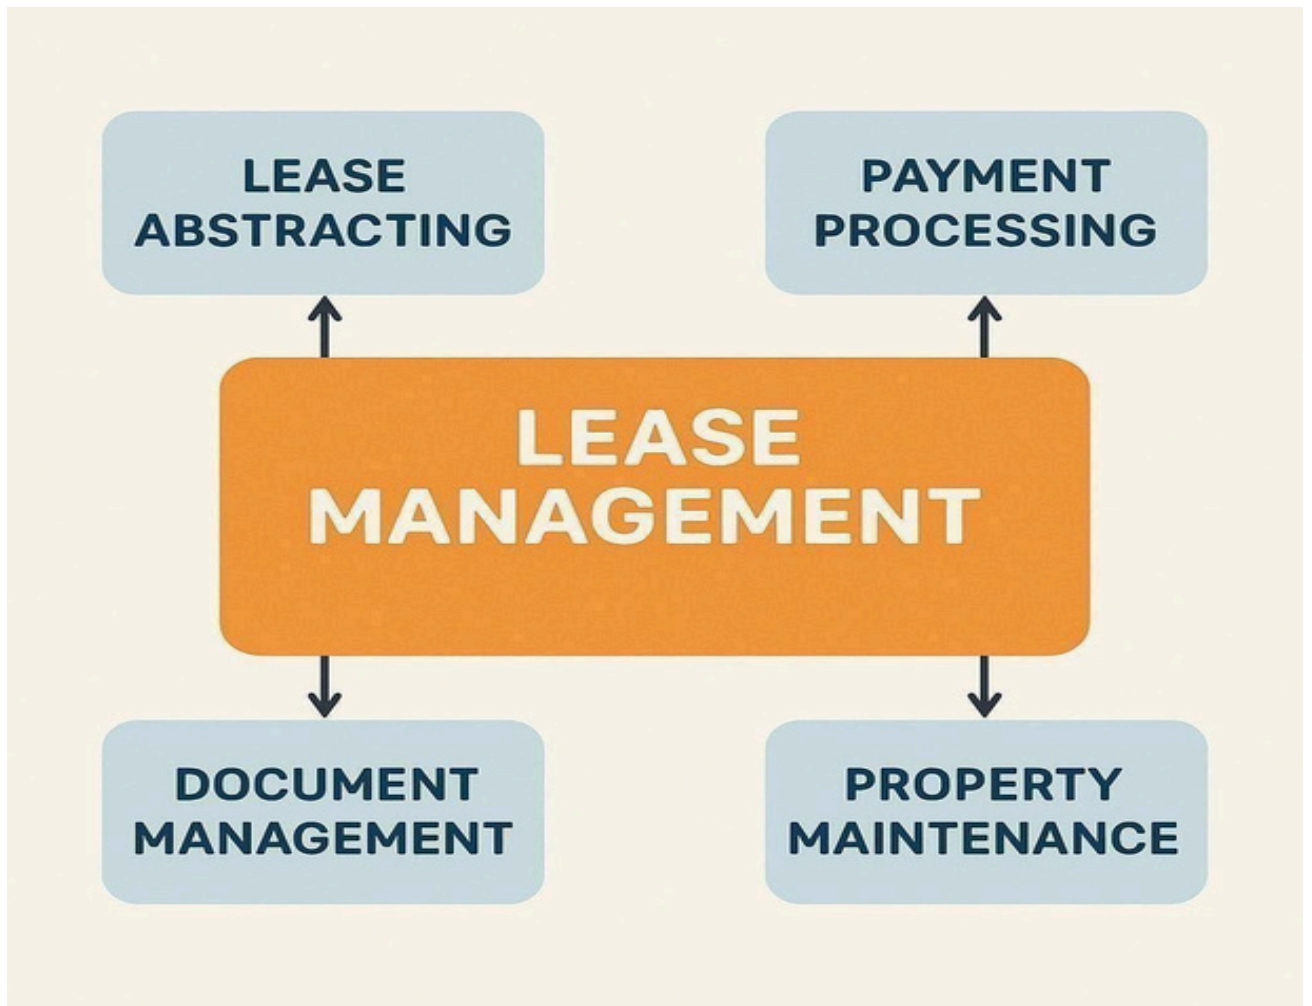 LEASE
ABSTRACTING
PAYMENT
PROCESSING
LEASE
MANAGEMENT
DOCUMENT
MANAGEMENT
PROPERTY
MAINTENANCE